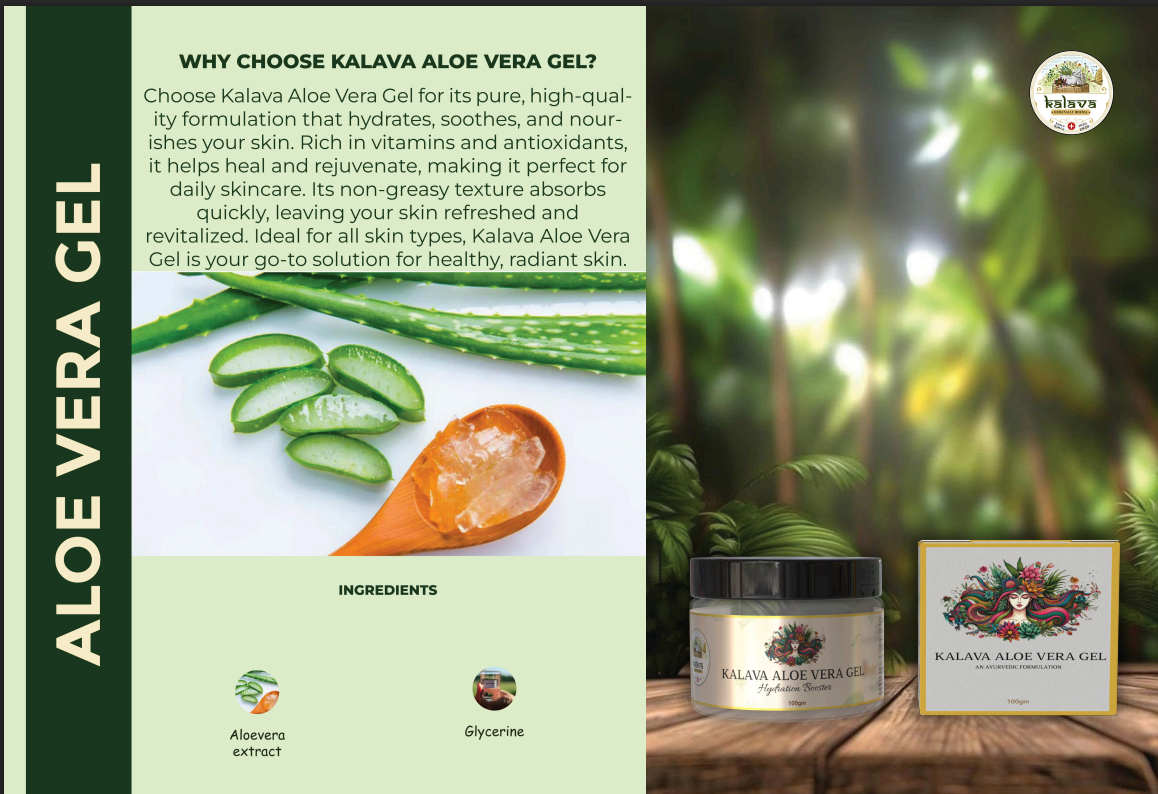 ALOE VERA GEL
WHY CHOOSE KALAVA ALOE VERA GEL?
Choose Kalava Aloe Vera Gel for its pure, high-qual-
ity formulation that hydrates, soothes, and nour-
ishes your skin. Rich in vitamins and antioxidants,
it helps heal and rejuvenate, making it perfect for
daily skincare. Its non-greasy texture absorbs
quickly, leaving your skin refreshed and
revitalized. Ideal for all skin types, Kalava Aloe Vera
Gel is your go-to solution for healthy, radiant skin.
INGREDIENTS
Aloevera
extract
Glycerine
kalava
KALAVA ALOE VERA GEL
Hydration Booster
100gm
KALAVA ALOE VERA GEL
AN AYURVEDIC FORMULATION
100gm